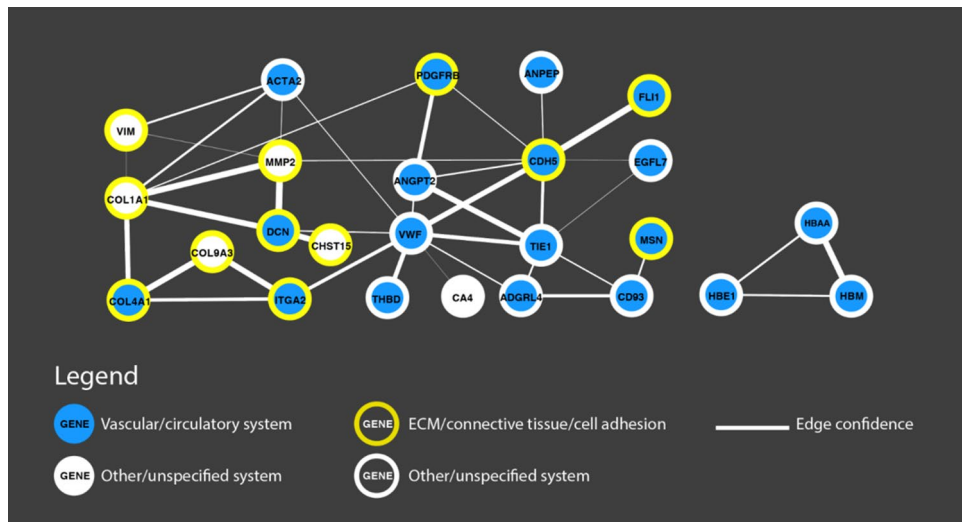 ACTA2
PDGFRB
ANPEP
FLI1
VIM
MMP2
CDH5
EGFL7
ANGPT2
COL1A1
HBAA
DCN
CHST15
VWF
TIE1
MSN
COL9A3
COL4A1
ITGA2
THBD
CA4
ADGRL4
CD93
HBE1
HBM
Legend
GENE Vascular/circulatory system
GENE ECM/connective tissue/cell adhesion
Edge confidence
GENE Other/unspecified system
GENE Other/unspecified system